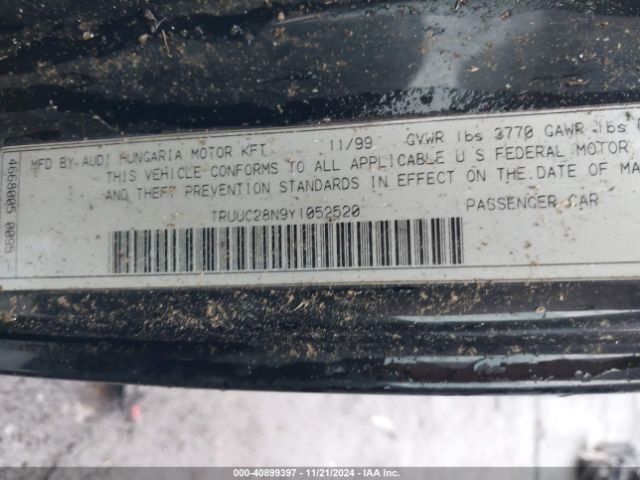 MFD BY AUDI HUNGARIA MOTOR KFT 11/99 GVWR lbs 3770 GAWR lbs
THIS VEHICLE CONFORMS TO ALL APPLICABLE U S FEDERAL MOTOR
AND THEFT PREVENTION STANDARDS IN EFFECT ON THE DATE OF MA
TRUUC28N9Y1052520 PASSENGER CAR
4668005 0095
000-40899397 - 11/21/2024 - IAA Inc.